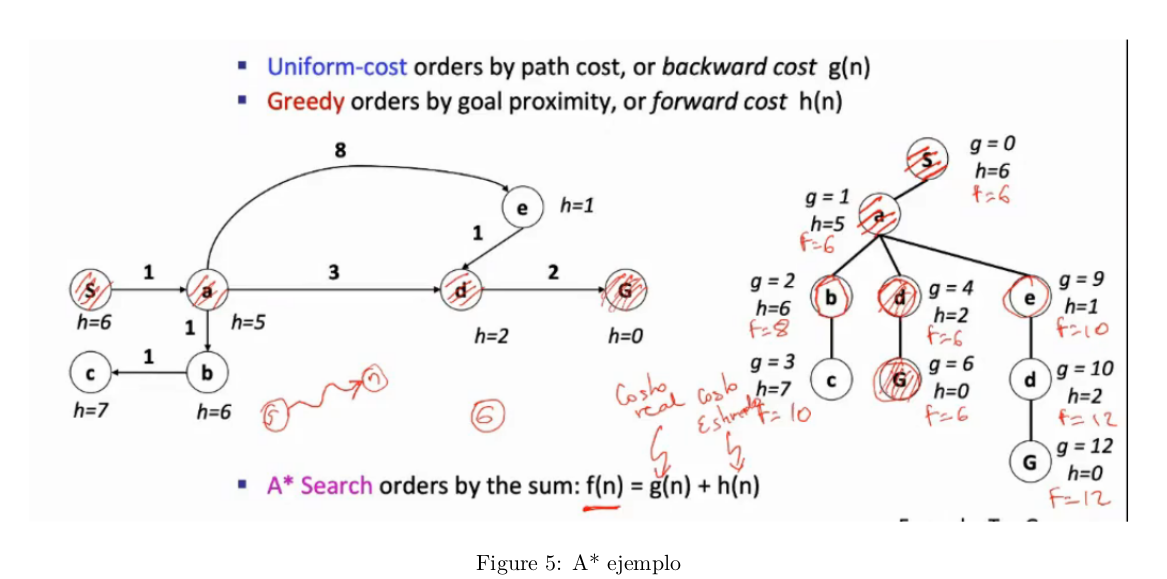 ▪ Uniform-cost orders by path cost, or backward cost g(n)
▪ Greedy orders by goal proximity, or forward cost h(n)
8
e
h=1
1
S
1
a
3
d
2
G
h=6
1
h=5
h=2
h=0
c
1
b
h=7
h=6
S
n
6
S
g = 0
h=6
f=6
a
g = 1
h=5
f=6
b
g = 2
h=6
f=8
d
g = 4
h=2
f=6
e
g = 9
h=1
f=10
c
g = 3
h=7
f=10
G
g = 6
h=0
f=6
d
g = 10
h=2
f=12
G
g = 12
h=0
F=12
Costo real
Costo
▪ A* Search orders by the sum: f(n) = g(n) + h(n)
Figure 5: A* ejemplo